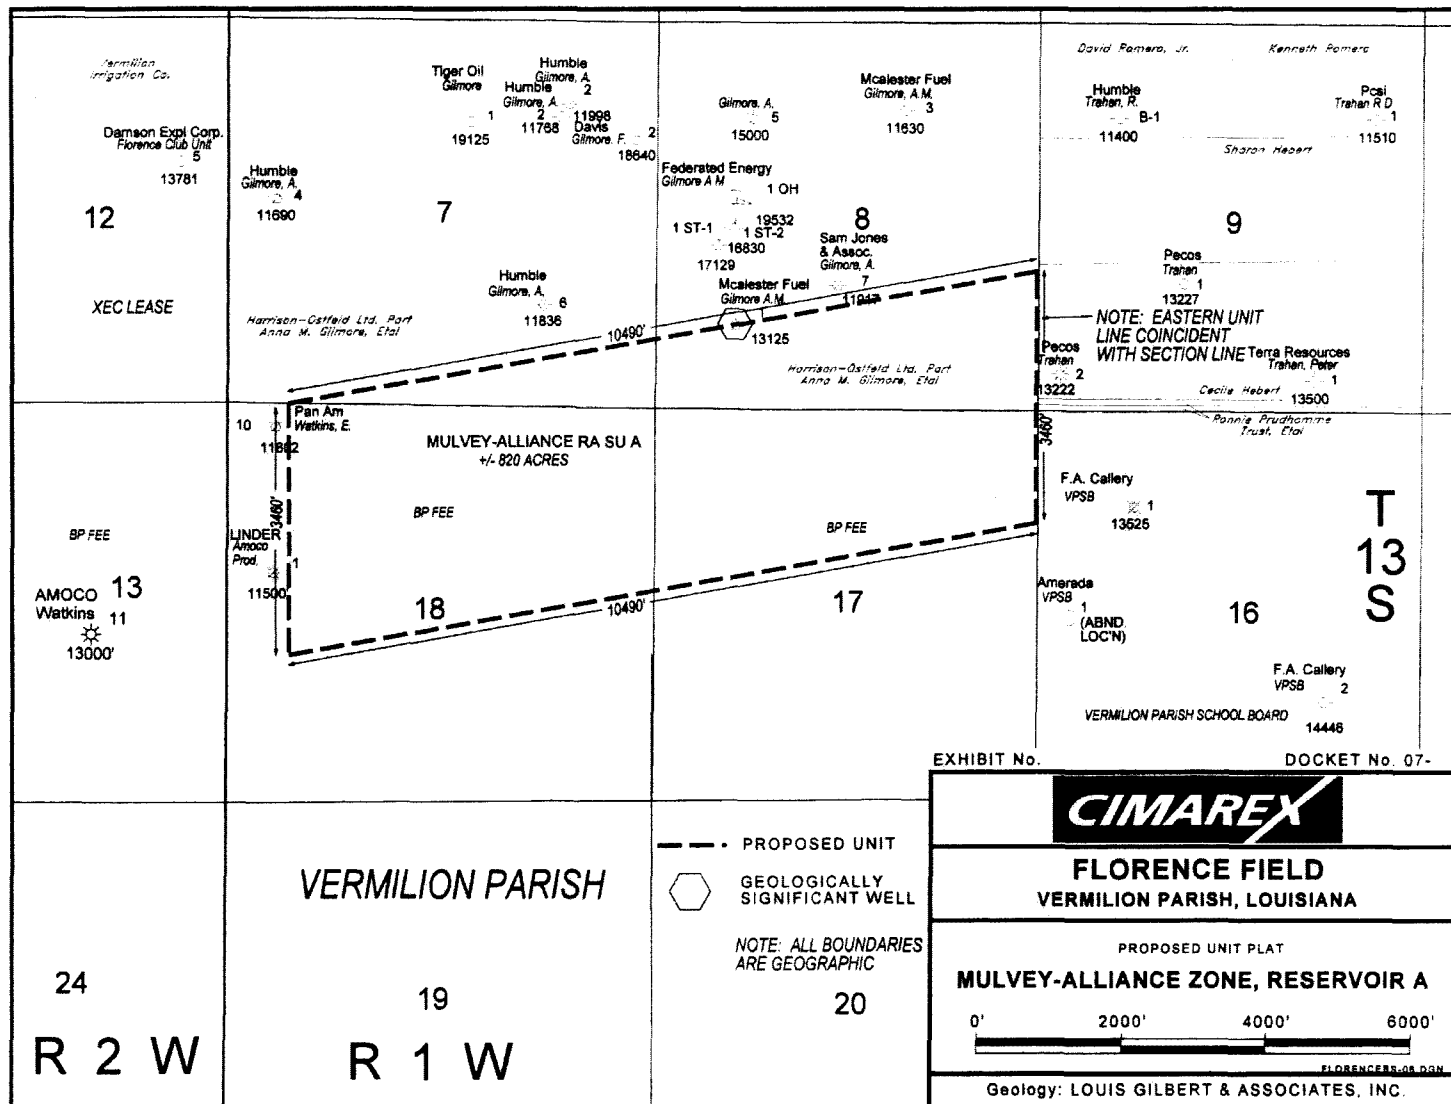 Vermilion
Irrigation Co.
Damson Expl Corp.
Florence Club Unit
5
13781
12
XEC LEASE
Humble
Gilmore, A.
4
11690
Tiger Oil
Gilmore
1
19125
Humble
Gilmore, A.
2
11998
Humble
Gilmore, A.
2
11768
Davis
Gilmore, F.
2
18640
7
Humble
Gilmore, A.
6
11836
Harrison-Ostfeld Ltd. Part
Anna M. Gilmore, Etal
Gilmore, A.
5
15000
Mcalester Fuel
Gilmore, A.M.
3
11630
Federated Energy
Gilmore A M
1 OH
19532
1 ST-1
1 ST-2
16830
17129
8
Sam Jones
& Assoc.
Gilmore, A.
7
11917
Mcalester Fuel
Gilmore A.M.
13125
10490'
Harrison-Ostfeld Ltd. Part
Anna M. Gilmore, Etal
David Romero, Jr.
Kenneth Romero
Humble
Trahan, R.
B-1
11400
Pcsi
Trahan R D
1
11510
Sharon Hebert
9
Pecos
Trahan
1
13227
NOTE: EASTERN UNIT
LINE COINCIDENT
WITH SECTION LINE
Pecos
Trahan
2
13222
Terra Resources
Trahan, Peter
1
13500
Cecile Hebert
Ronnie Prudhomme
Trust, Etal
3460'
10
Pan Am
Watkins, E.
11882
MULVEY-ALLIANCE RA SU A
+/- 820 ACRES
3460'
BP FEE
BP FEE
BP FEE
LINDER
Amoco
Prod.
1
11500
13
AMOCO
Watkins
11
13000'
18
10490'
17
F.A. Callery
VPSB
1
13525
T
13
S
Amerada
VPSB
1
(ABND.
LOC'N)
16
F.A. Callery
VPSB
2
14446
VERMILION PARISH SCHOOL BOARD
EXHIBIT No.
DOCKET No. 07-
CIMAREX
FLORENCE FIELD
VERMILION PARISH, LOUISIANA
PROPOSED UNIT PLAT
MULVEY-ALLIANCE ZONE, RESERVOIR A
0' 2000' 4000' 6000'
FLORENCEBS-06.DGN
Geology: LOUIS GILBERT & ASSOCIATES, INC.
PROPOSED UNIT
GEOLOGICALLY
SIGNIFICANT WELL
NOTE: ALL BOUNDARIES
ARE GEOGRAPHIC
VERMILION PARISH
24
19
20
R 2 W
R 1 W